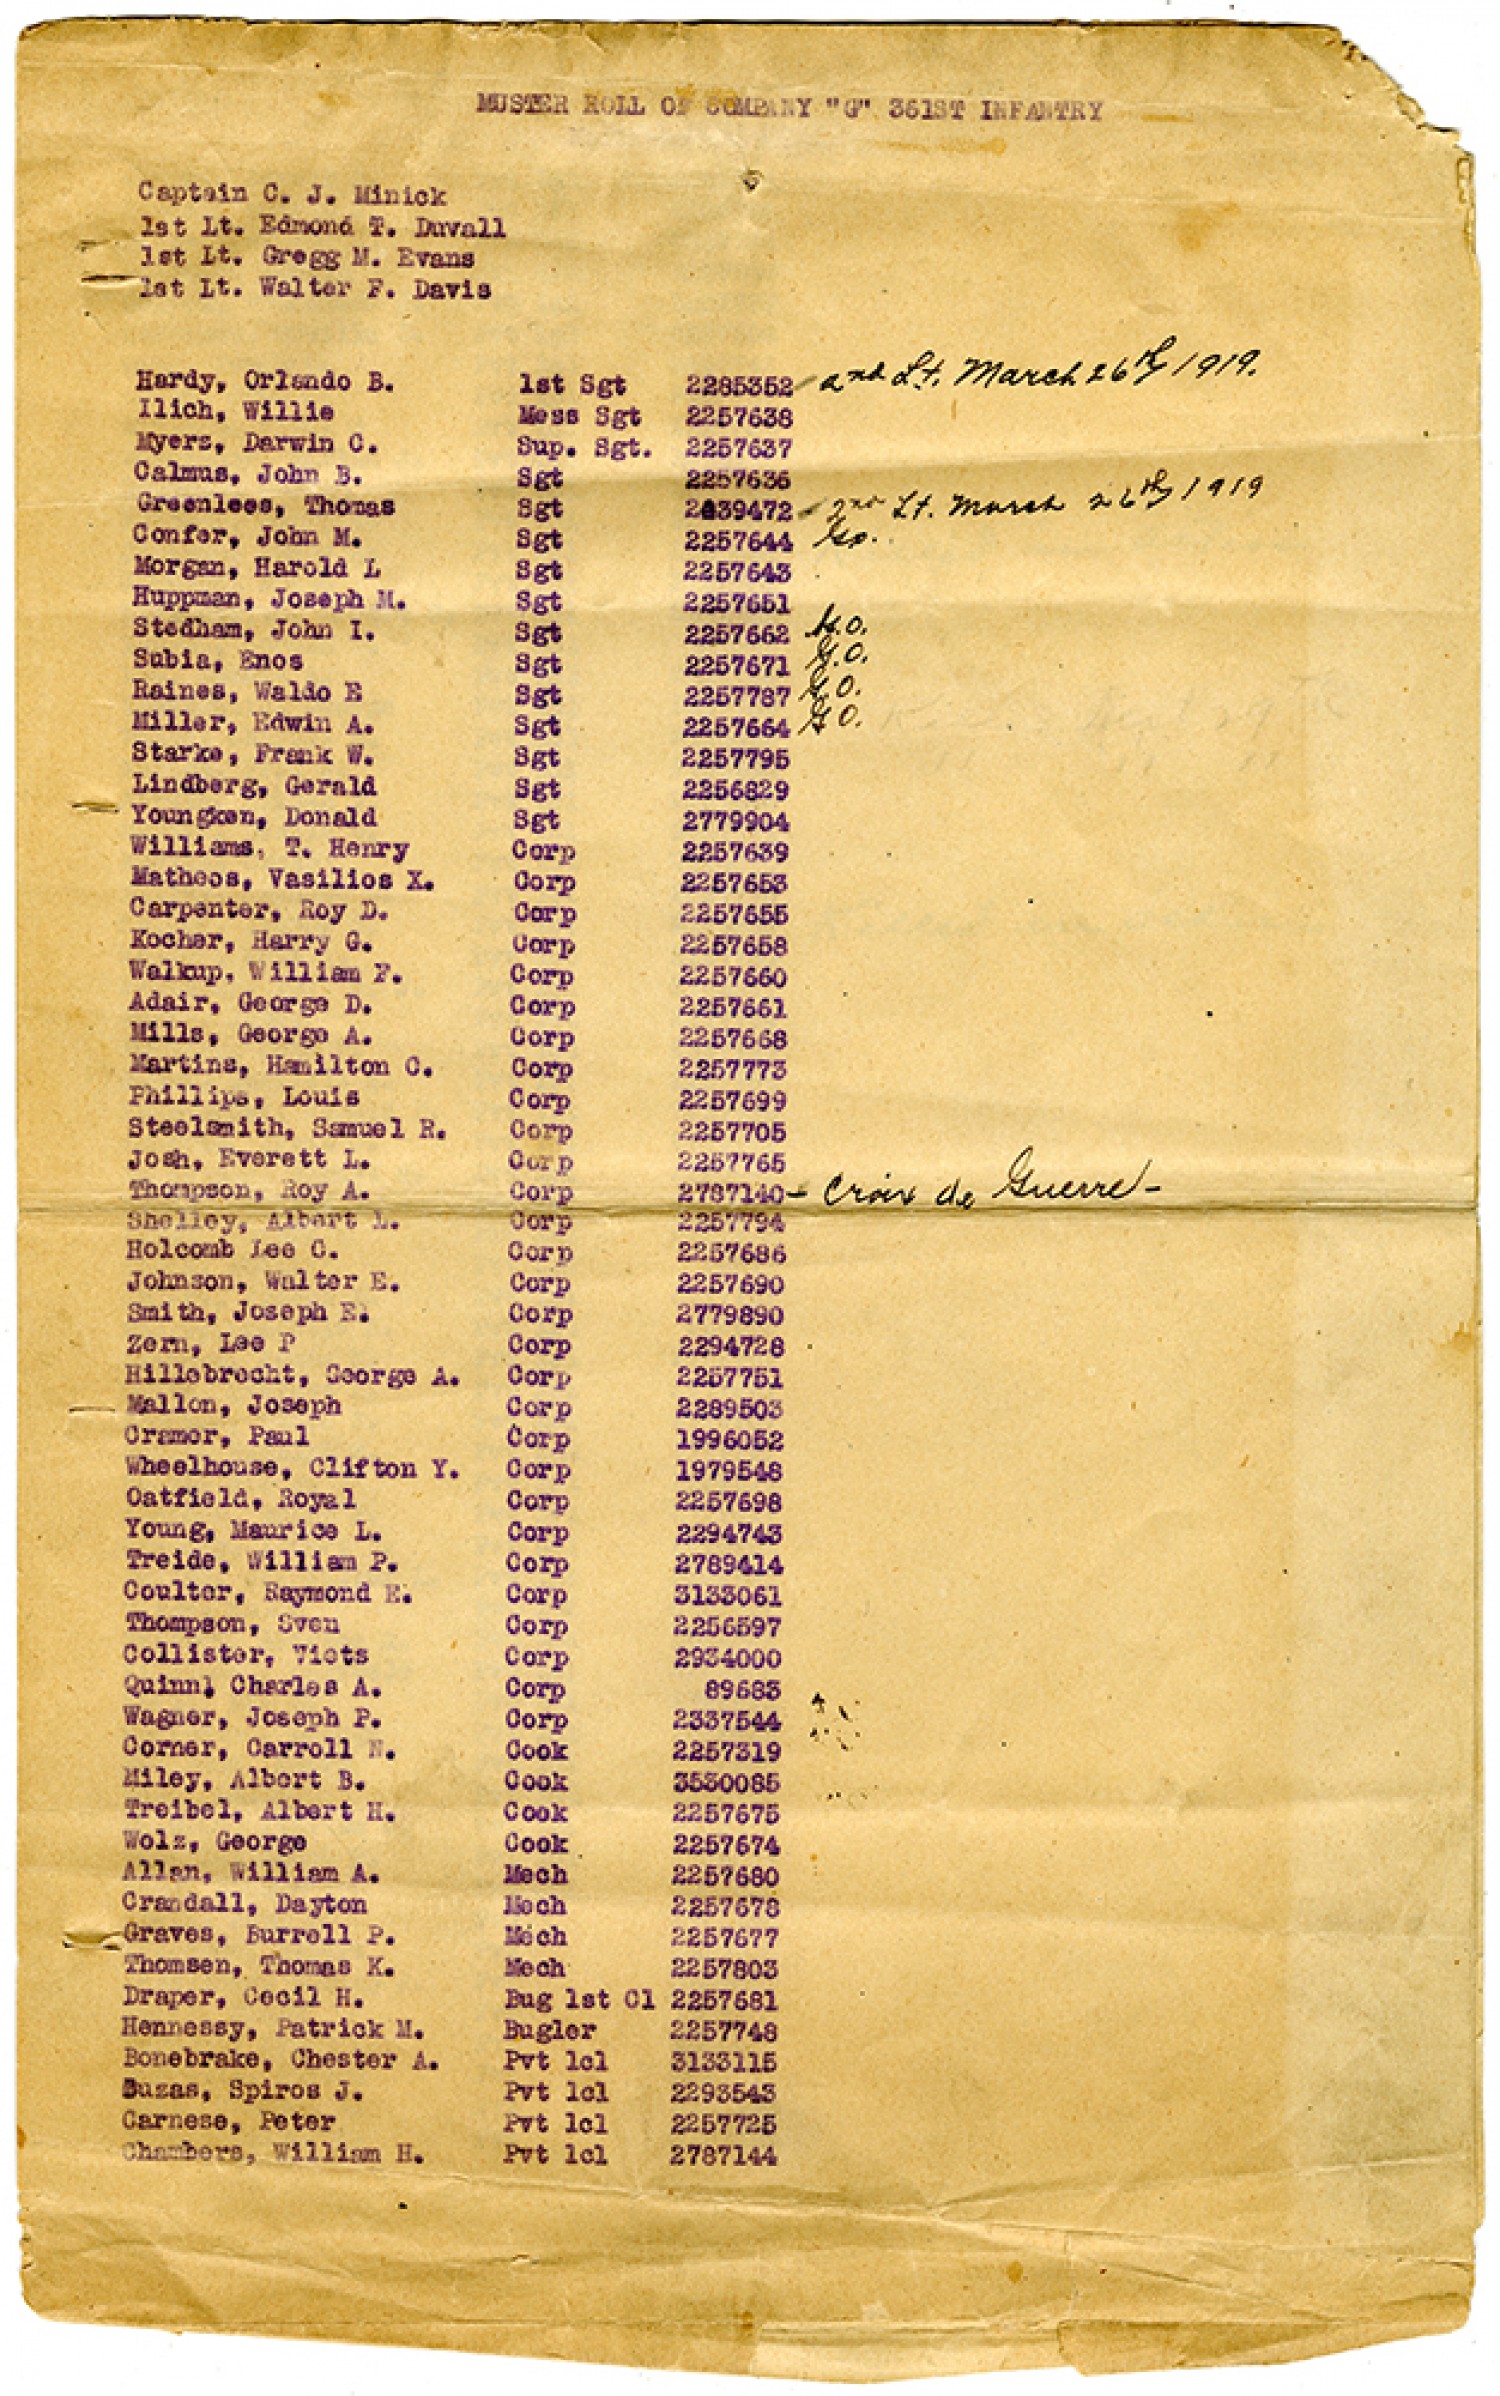 MUSTER ROLL OF COMPANY "G" 361ST INFANTRY
Captain C. J. Minick
1st Lt. Edmond T. Duvall
1st Lt. Gregg M. Evans
1st Lt. Walter F. Davis
Hardy, Orlando B. 1st Sgt 2285352 2nd Lt. March 26th 1919.
Ilich, Willie Mess Sgt 2257638
Myers, Darwin C. Sup. Sgt. 2257637
Calmus, John B. Sgt 2257636
Greenlees, Thomas Sgt 2239472 - 2nd Lt. March 26th 1919
Confer, John M. Sgt 2257644
Morgan, Harold L Sgt 2257643
Huppman, Joseph M. Sgt 2257651
Stedham, John I. Sgt 2257662 G.O.
Subia, Enos Sgt 2257671 G.O.
Raines, Waldo E Sgt 2257787 G.O.
Miller, Edwin A. Sgt 2257664 G O.
Starke, Frank W. Sgt 2257795
Lindberg, Gerald Sgt 2256829
Youngken, Donald Sgt 2779904
Williams, T. Henry Corp 2257639
Matheos, Vasilios X. Corp 2257653
Carpenter, Roy D. Corp 2257655
Kocher, Harry G. Corp 2257658
Walkup, William F. Corp 2257660
Adair, George D. Corp 2257661
Mills, George A. Corp 2257668
Martins, Hamilton C. Corp 2257773
Phillips, Louis Corp 2257699
Steelsmith, Samuel R. Corp 2257705
Josh, Everett L. Corp 2257765
Thompson, Roy A. Corp 2787140 - Croix de Guerre -
Shelley, Albert L. Corp 2257794
Holcomb Lee C. Corp 2257686
Johnson, Walter E. Corp 2257690
Smith, Joseph E. Corp 2779890
Zern, Lee P Corp 2294728
Hillebrecht, George A. Corp 2257751
Mallon, Joseph Corp 2289503
Cramer, Paul Corp 1996052
Wheelhouse, Clifton Y. Corp 1979548
Oatfield, Royal Corp 2257698
Young, Maurice L. Corp 2294743
Treide, William P. Corp 2789414
Coulter, Raymond E. Corp 3133061
Thompson, Sven Corp 2256597
Collister, Viets Corp 2934000
Quinn, Charles A. Corp 89683
Wagner, Joseph P. Corp 2337544
Corner, Carroll N. Cook 2257319
Miley, Albert B. Cook 3530085
Treibel, Albert H. Cook 2257675
Wolz, George Cook 2257674
Allan, William A. Mech 2257680
Crandall, Dayton Mech 2257678
Graves, Burrell P. Mech 2257677
Thomsen, Thomas K. Mech 2257803
Draper, Cecil H. Bug 1st Cl 2257681
Hennessy, Patrick M. Bugler 2257748
Bonebrake, Chester A. Pvt 1cl 3133115
Buzas, Spiros J. Pvt 1cl 2293543
Carnese, Peter Pvt 1cl 2257725
Chambers, William H. Pvt 1cl 2787144